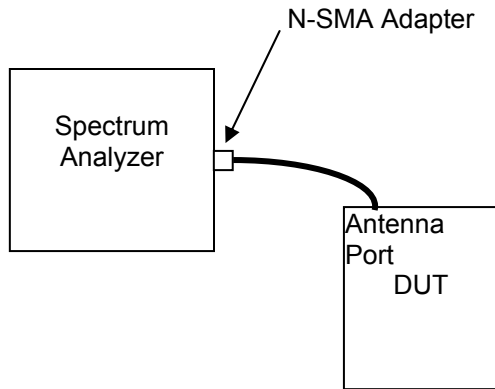 N-SMA Adapter
Spectrum
Analyzer
Antenna
Port
DUT